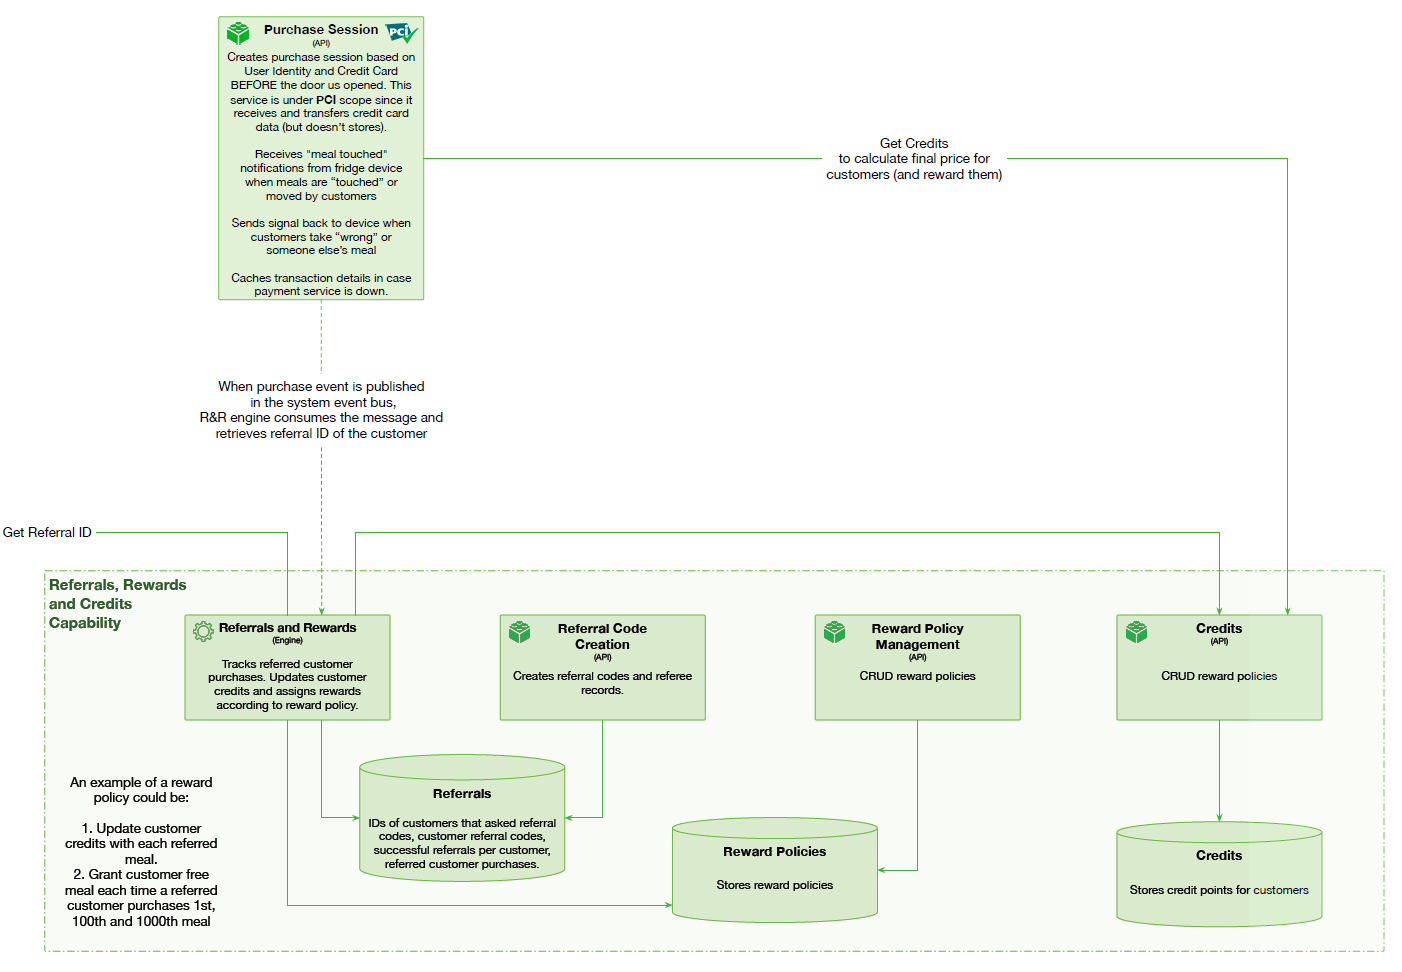 Purchase Session
PCI
(API)
Creates purchase session based on
User Identity and Credit Card
BEFORE the door us opened. This
service is under PCI scope since it
receives and transfers credit card
data (but doesn't stores).
Receives "meal touched"
notifications from fridge device
when meals are “touched” or
moved by customers
Sends signal back to device when
customers take “wrong” or
someone else’s meal
Caches transaction details in case
payment service is down.
Get Credits
to calculate final price for
customers (and reward them)
When purchase event is published
in the system event bus,
R&R engine consumes the message and
retrieves referral ID of the customer
Get Referral ID
Referrals, Rewards
and Credits
Capability
Referrals and Rewards
(Engine)
Tracks referred customer
purchases. Updates customer
credits and assigns rewards
according to reward policy.
Referral Code
Creation
(API)
Creates referral codes and referee
records.
Reward Policy
Management
(API)
CRUD reward policies
Credits
(API)
CRUD reward policies
An example of a reward
policy could be:
1. Update customer
credits with each referred
meal.
2. Grant customer free
meal each time a referred
customer purchases 1st,
100th and 1000th meal
Referrals
IDs of customers that asked referral
codes, customer referral codes,
successful referrals per customer,
referred customer purchases.
Reward Policies
Stores reward policies
Credits
Stores credit points for customers